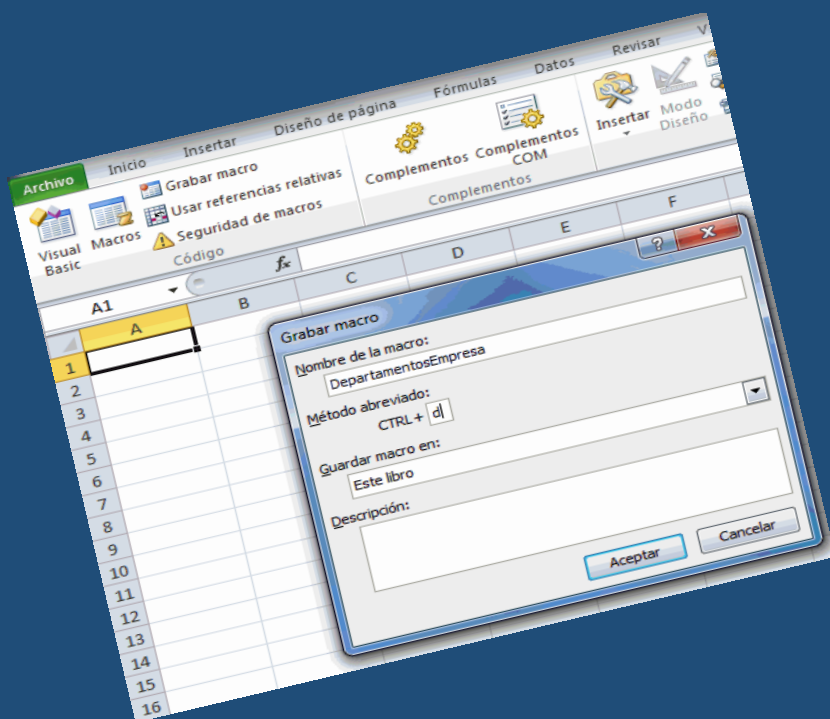 Archivo Inicio Insertar Diseño de página Fórmulas Datos Revisar V
Visual Basic
Macros
Grabar macro
Usar referencias relativas
Seguridad de macros
Código
Complementos
Complementos COM
Complementos
Insertar
Modo Diseño
A1 fx
A B C D E F
1
2
3
4
5
6
7
8
9
10
11
12
13
14
15
16
Grabar macro
Nombre de la macro:
DepartamentosEmpresa
Método abreviado:
CTRL+ d
Guardar macro en:
Este libro
Descripción:
Aceptar Cancelar